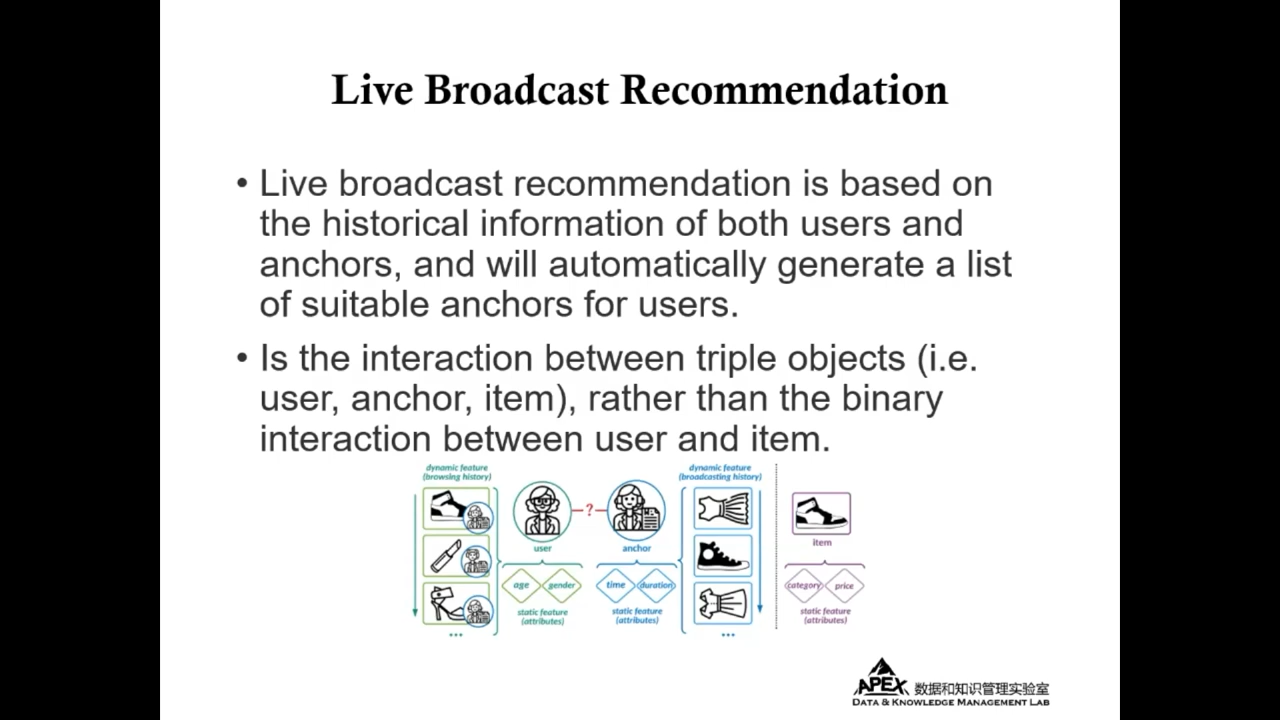 Live Broadcast Recommendation
• Live broadcast recommendation is based on
the historical information of both users and
anchors, and will automatically generate a list
of suitable anchors for users.
• Is the interaction between triple objects (i.e.
user, anchor, item), rather than the binary
interaction between user and item.
dynamic feature
(browsing history)
user
age
gender
static feature
(attributes)
...
?
anchor
time
duration
static feature
(attributes)
dynamic feature
(broadcasting history)
...
item
category
price
static feature
(attributes)
APEX 数据和知识管理实验室
DATA & KNOWLEDGE MANAGEMENT LAB